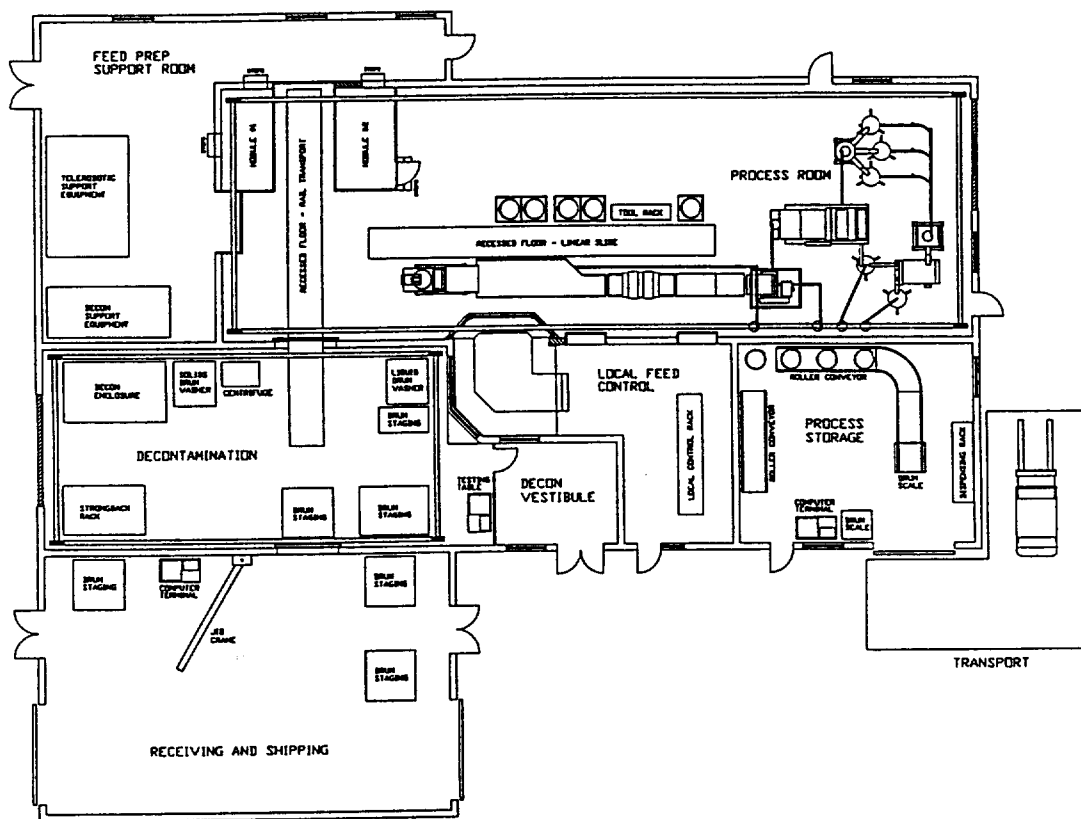 FEED PREP
SUPPORT ROOM
MODULE #1
MODULE #2
ACCESSED FLOOR - RAIL TRANSPORT
TELEROBOTIC
SUPPORT
EQUIPMENT
DECON
SUPPORT
EQUIPMENT
PROCESS ROOM
TOOL RACK
ACCESSED FLOOR - LINEAR SLIDE
DECON
ENCLOSURE
SOLIDS
DRUM
WASHER
CENTRIFUGE
LIQUID
DRUM
WASHER
DRUM
STAGING
DECONTAMINATION
STRONGBACK
RACK
DRUM
STAGING
DRUM
STAGING
LOCAL FEED
CONTROL
LOCAL CONTROL RACK
TESTING
TABLE
DECON
VESTIBULE
ROLLER CONVEYOR
ROLLER CONVEYOR
PROCESS
STORAGE
DRUM
SCALE
DISPENSING RACK
COMPUTER
TERMINAL
DRUM
SCALE
TRANSPORT
DRUM
STAGING
COMPUTER
TERMINAL
JIB
CRANE
DRUM
STAGING
DRUM
STAGING
RECEIVING AND SHIPPING